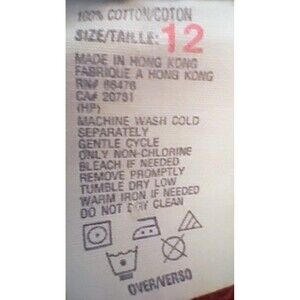 100% COTTON/COTON
SIZE/TAILLE: 12
MADE IN HONG KONG
FABRIQUE A HONG KONG
RN# 66476
CA# 20731
(HP)
MACHINE WASH COLD
SEPARATELY
GENTLE CYCLE
ONLY NON-CHLORINE
BLEACH IF NEEDED
REMOVE PROMPTLY
TUMBLE DRY LOW
WARM IRON IF NEEDED
DO NOT DRY CLEAN
OVER/VERSO